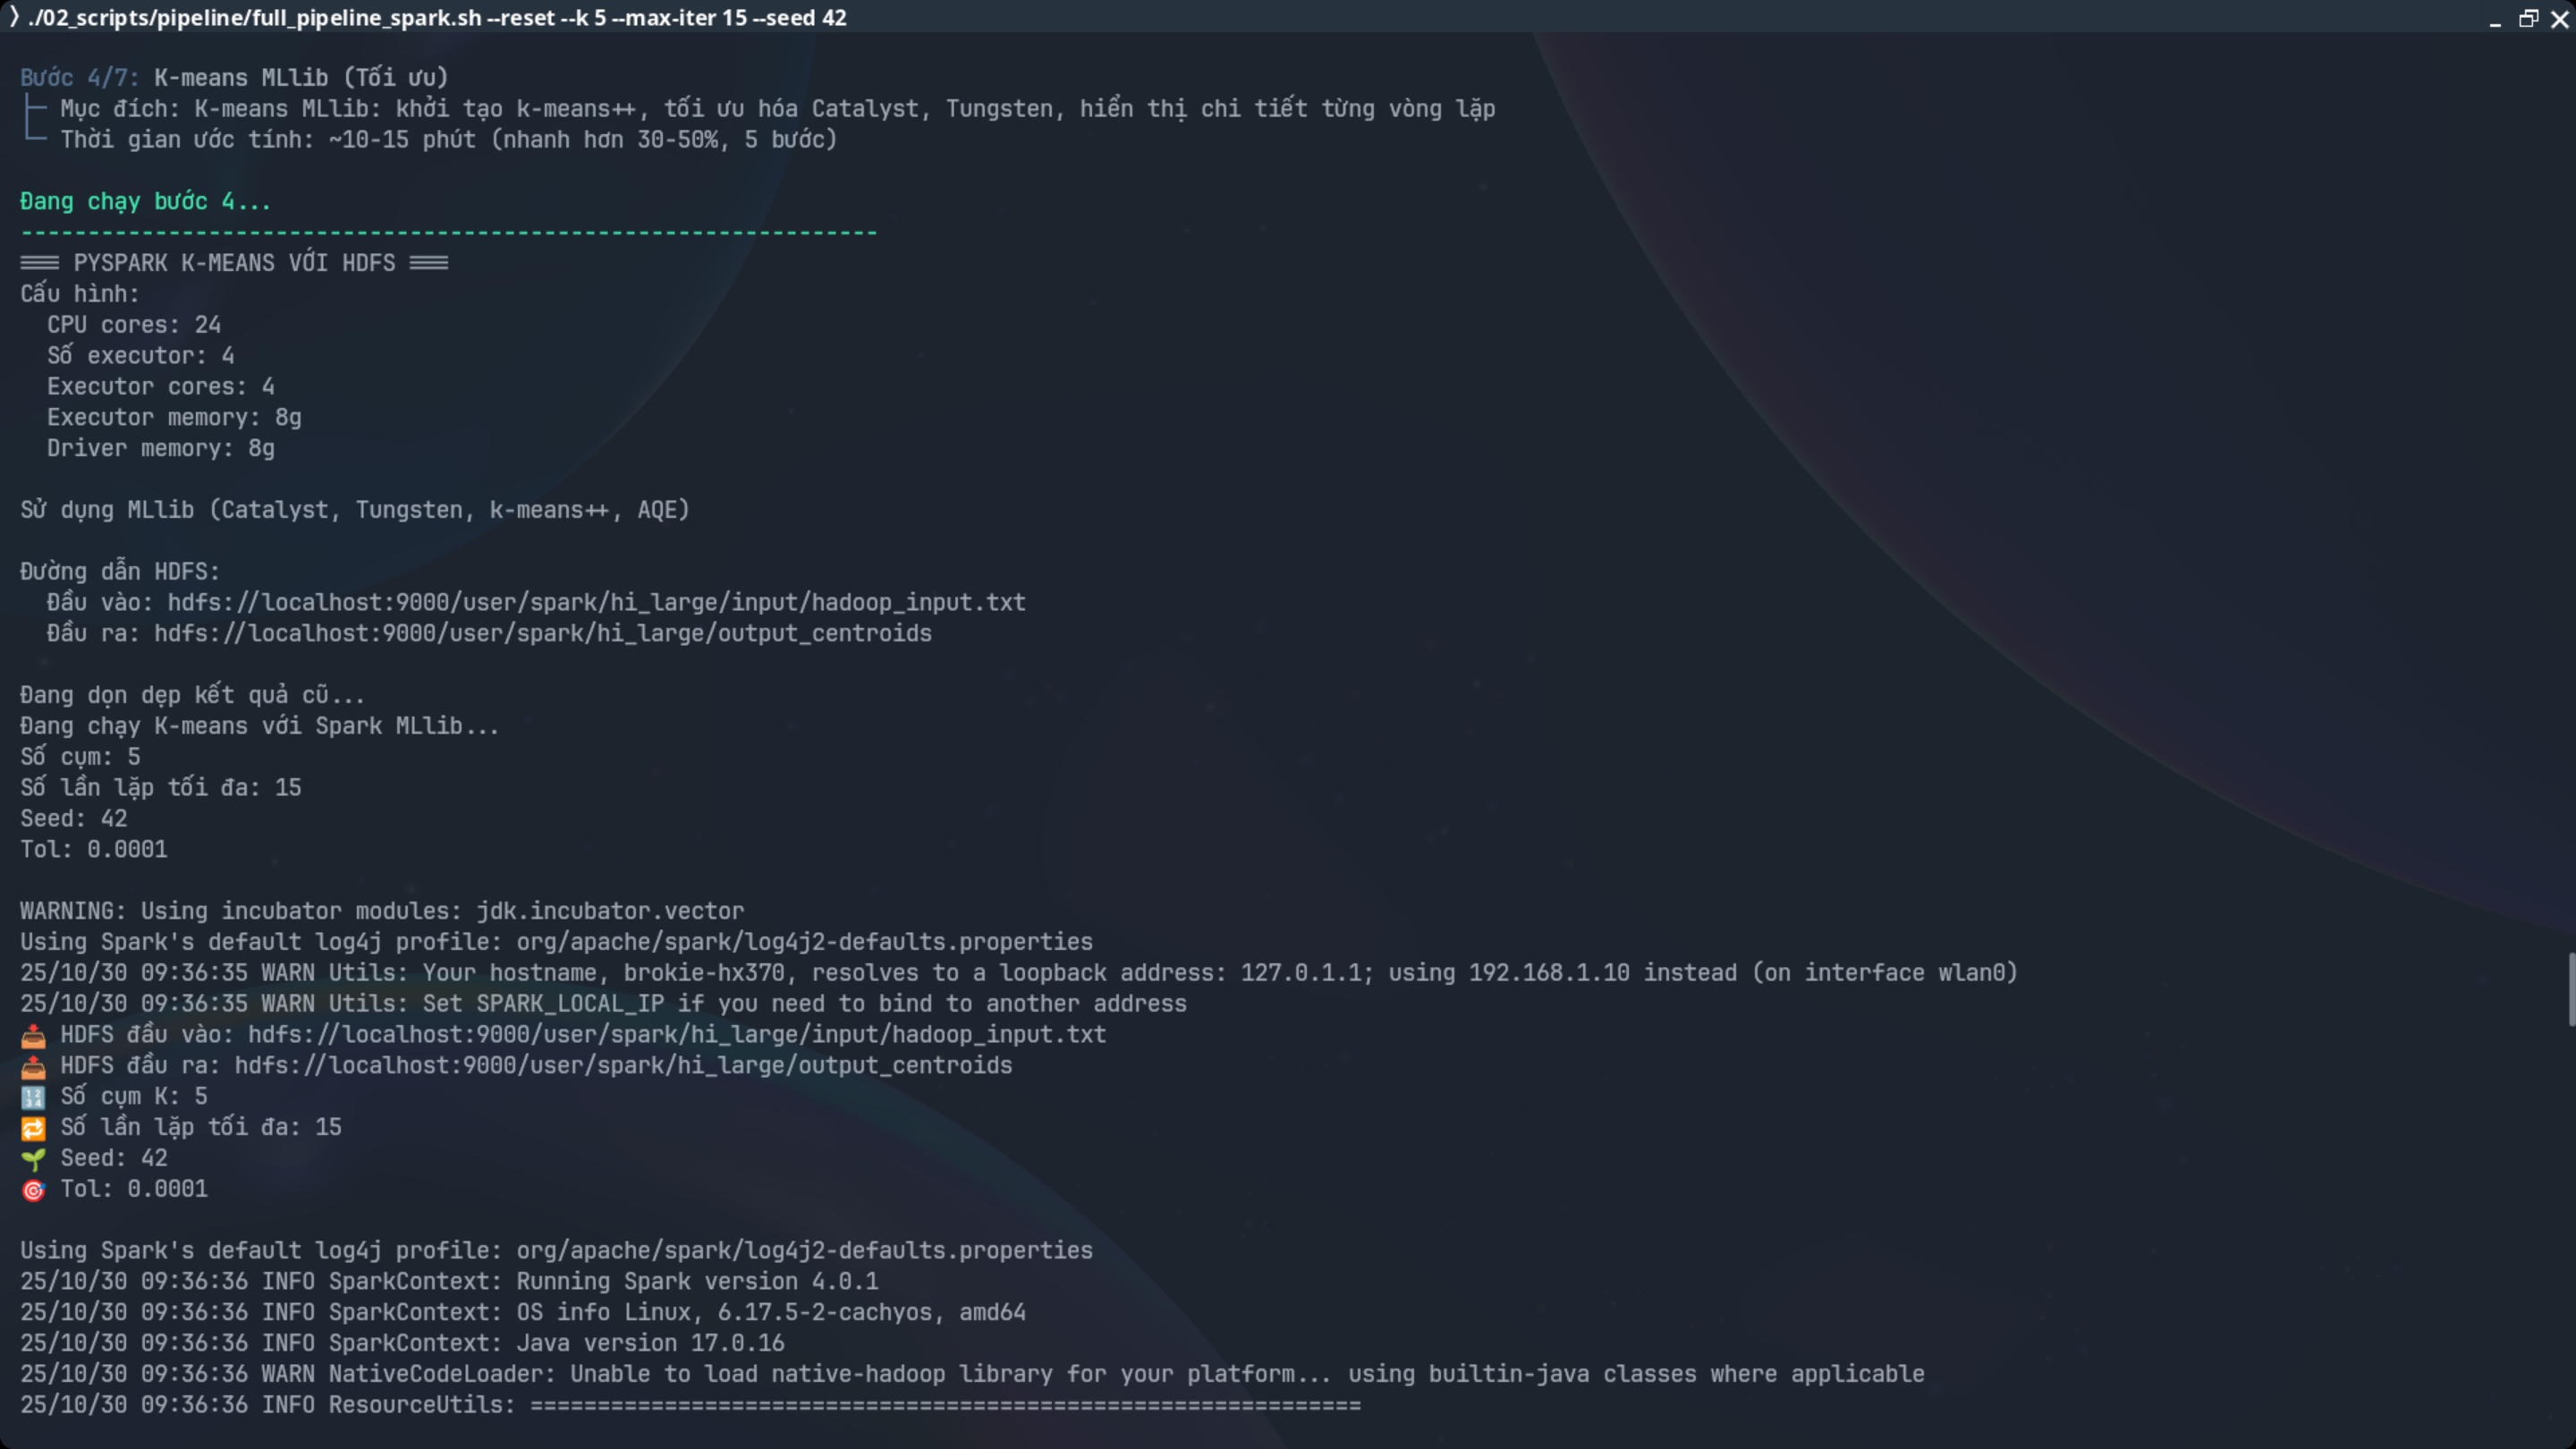 ❯ ./02_scripts/pipeline/full_pipeline_spark.sh --reset --k 5 --max-iter 15 --seed 42
Bước 4/7: K-means MLlib (Tối ưu)
├─ Mục đích: K-means MLlib: khởi tạo k-means++, tối ưu hóa Catalyst, Tungsten, hiển thị chi tiết từng vòng lặp
└─ Thời gian ước tính: ~10-15 phút (nhanh hơn 30-50%, 5 bước)
Đang chạy bước 4...
----------------------------------------------------------------
=== PYSPARK K-MEANS VỚI HDFS ===
Cấu hình:
CPU cores: 24
Số executor: 4
Executor cores: 4
Executor memory: 8g
Driver memory: 8g
Sử dụng MLlib (Catalyst, Tungsten, k-means++, AQE)
Đường dẫn HDFS:
Đầu vào: hdfs://localhost:9000/user/spark/hi_large/input/hadoop_input.txt
Đầu ra: hdfs://localhost:9000/user/spark/hi_large/output_centroids
Đang dọn dẹp kết quả cũ...
Đang chạy K-means với Spark MLlib...
Số cụm: 5
Số lần lặp tối đa: 15
Seed: 42
Tol: 0.0001
WARNING: Using incubator modules: jdk.incubator.vector
Using Spark's default log4j profile: org/apache/spark/log4j2-defaults.properties
25/10/30 09:36:35 WARN Utils: Your hostname, brokie-hx370, resolves to a loopback address: 127.0.1.1; using 192.168.1.10 instead (on interface wlan0)
25/10/30 09:36:35 WARN Utils: Set SPARK_LOCAL_IP if you need to bind to another address
📥 HDFS đầu vào: hdfs://localhost:9000/user/spark/hi_large/input/hadoop_input.txt
📤 HDFS đầu ra: hdfs://localhost:9000/user/spark/hi_large/output_centroids
🔢 Số cụm K: 5
🔁 Số lần lặp tối đa: 15
🌱 Seed: 42
🎯 Tol: 0.0001
Using Spark's default log4j profile: org/apache/spark/log4j2-defaults.properties
25/10/30 09:36:36 INFO SparkContext: Running Spark version 4.0.1
25/10/30 09:36:36 INFO SparkContext: OS info Linux, 6.17.5-2-cachyos, amd64
25/10/30 09:36:36 INFO SparkContext: Java version 17.0.16
25/10/30 09:36:36 WARN NativeCodeLoader: Unable to load native-hadoop library for your platform... using builtin-java classes where applicable
25/10/30 09:36:36 INFO ResourceUtils: ==============================================================